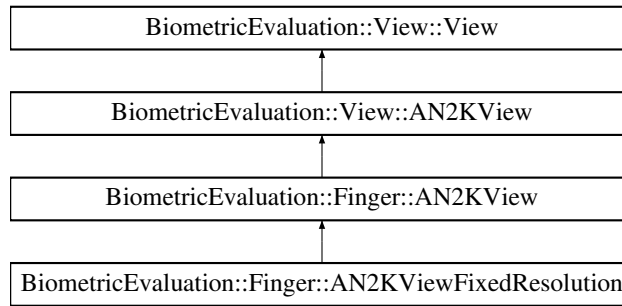 BiometricEvaluation::View::View
BiometricEvaluation::View::AN2KView
BiometricEvaluation::Finger::AN2KView
BiometricEvaluation::Finger::AN2KViewFixedResolution